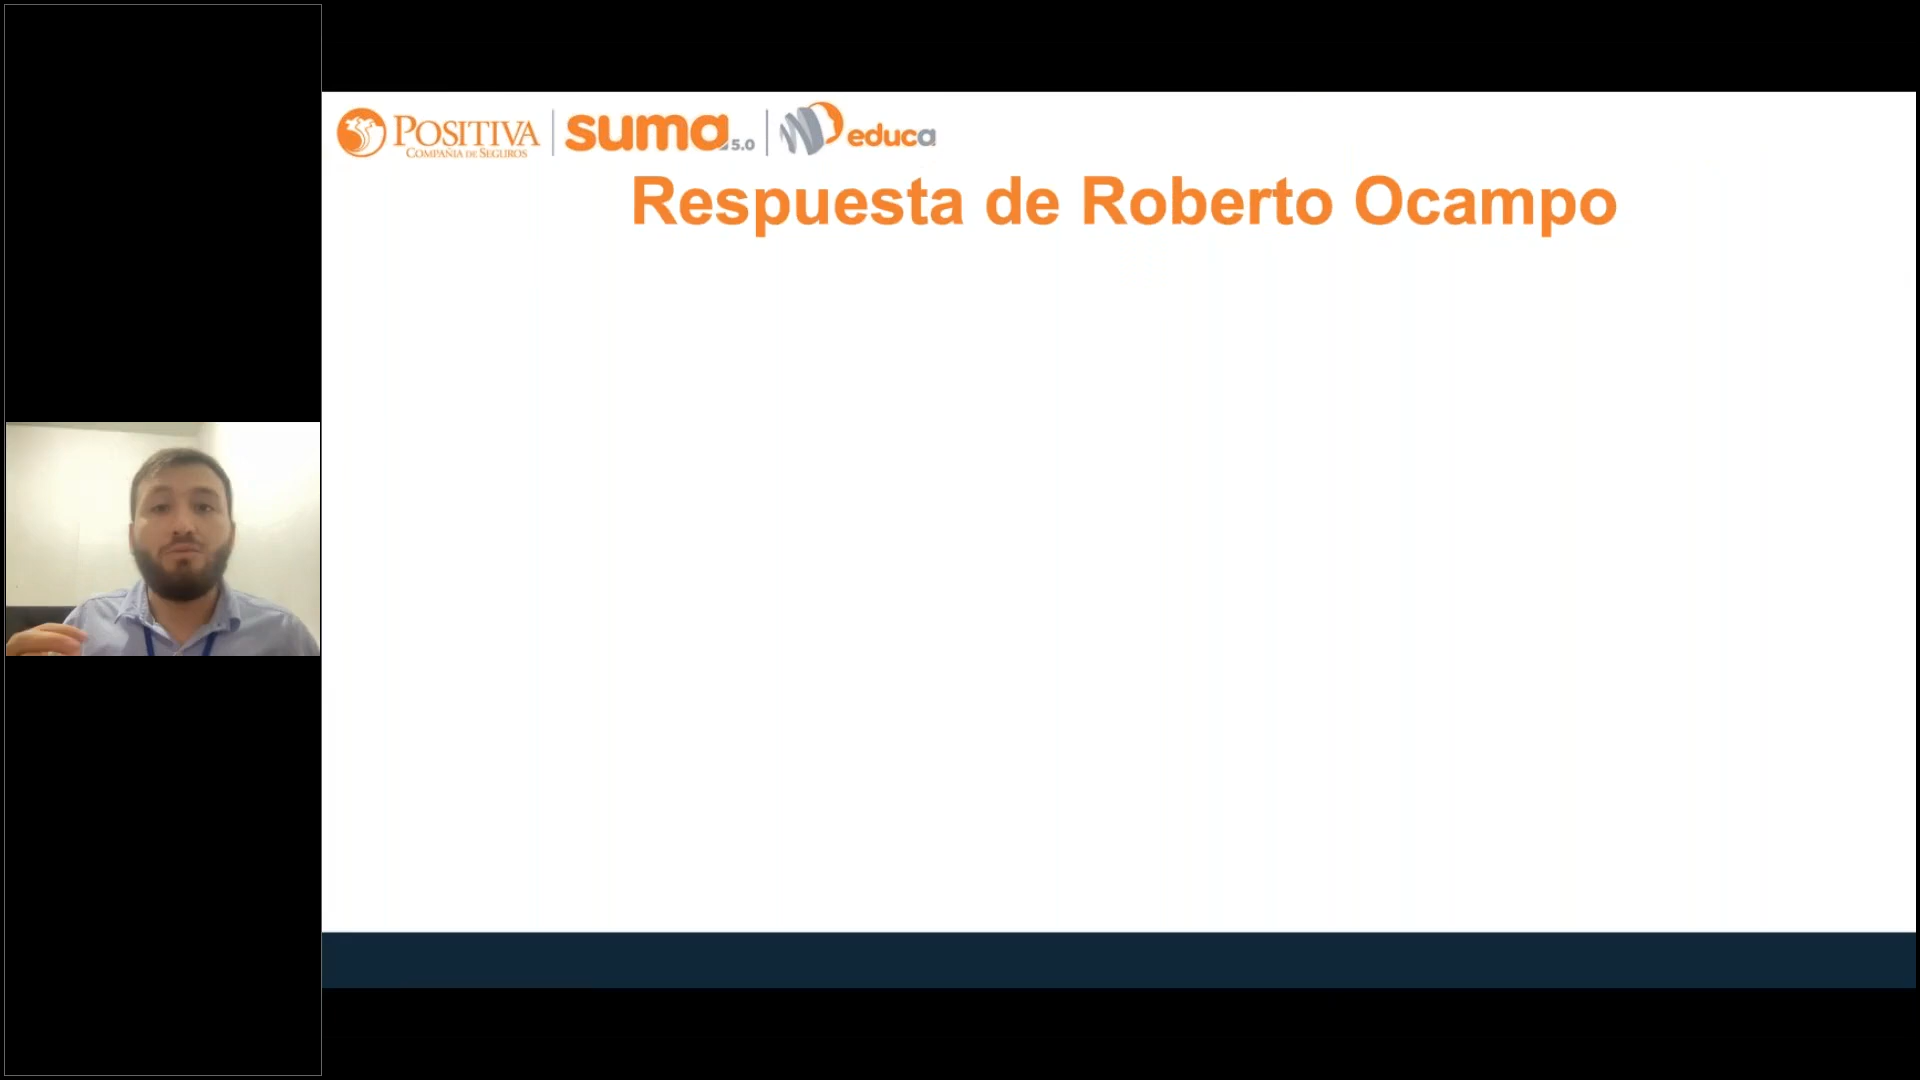 POSITIVA
COMPAÑIA DE SEGUROS
suma 5.0
educa
Respuesta de Roberto Ocampo